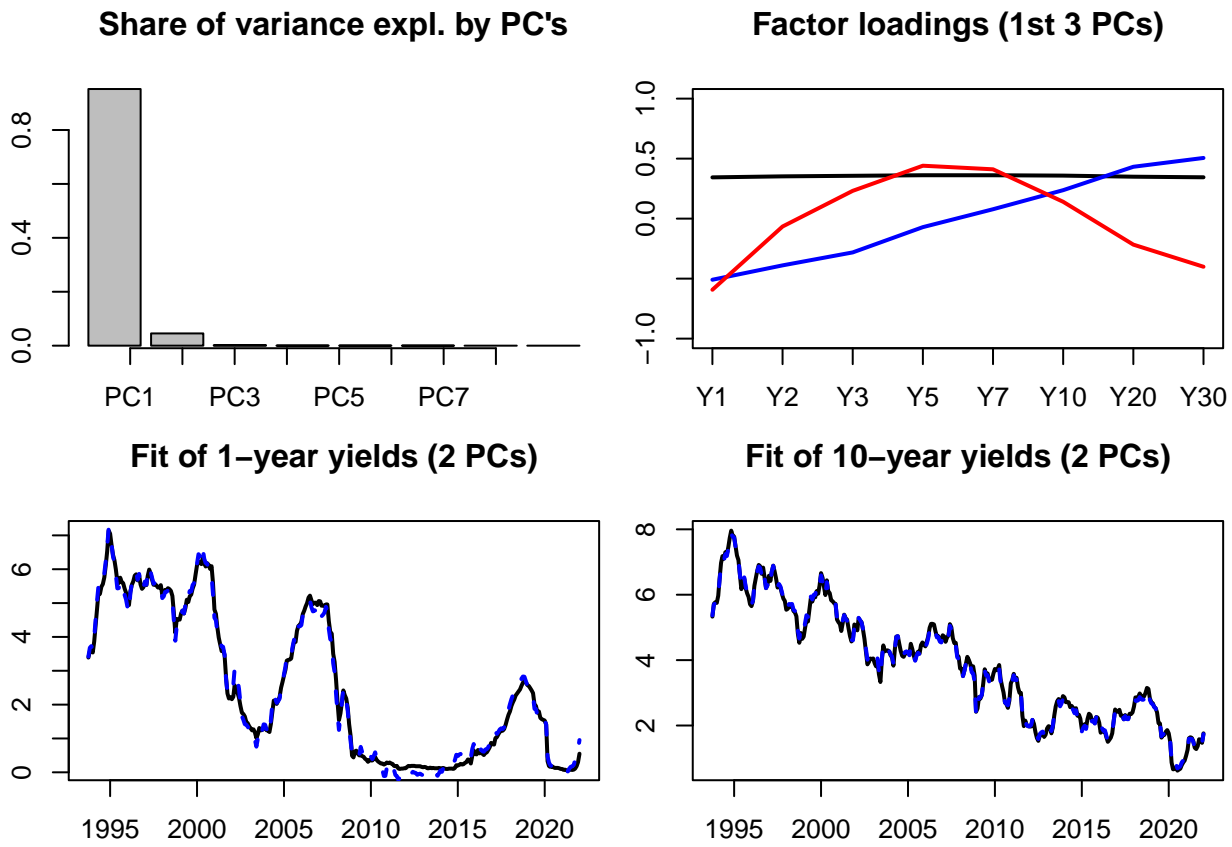 Share of variance expl. by PC's
0.0
0.4
0.8
PC1
PC3
PC5
PC7
Factor loadings (1st 3 PCs)
−1.0
0.0
0.5
1.0
Y1
Y2
Y3
Y5
Y7
Y10
Y20
Y30
Fit of 1−year yields (2 PCs)
0
2
4
6
1995
2000
2005
2010
2015
2020
Fit of 10−year yields (2 PCs)
2
4
6
8
1995
2000
2005
2010
2015
2020